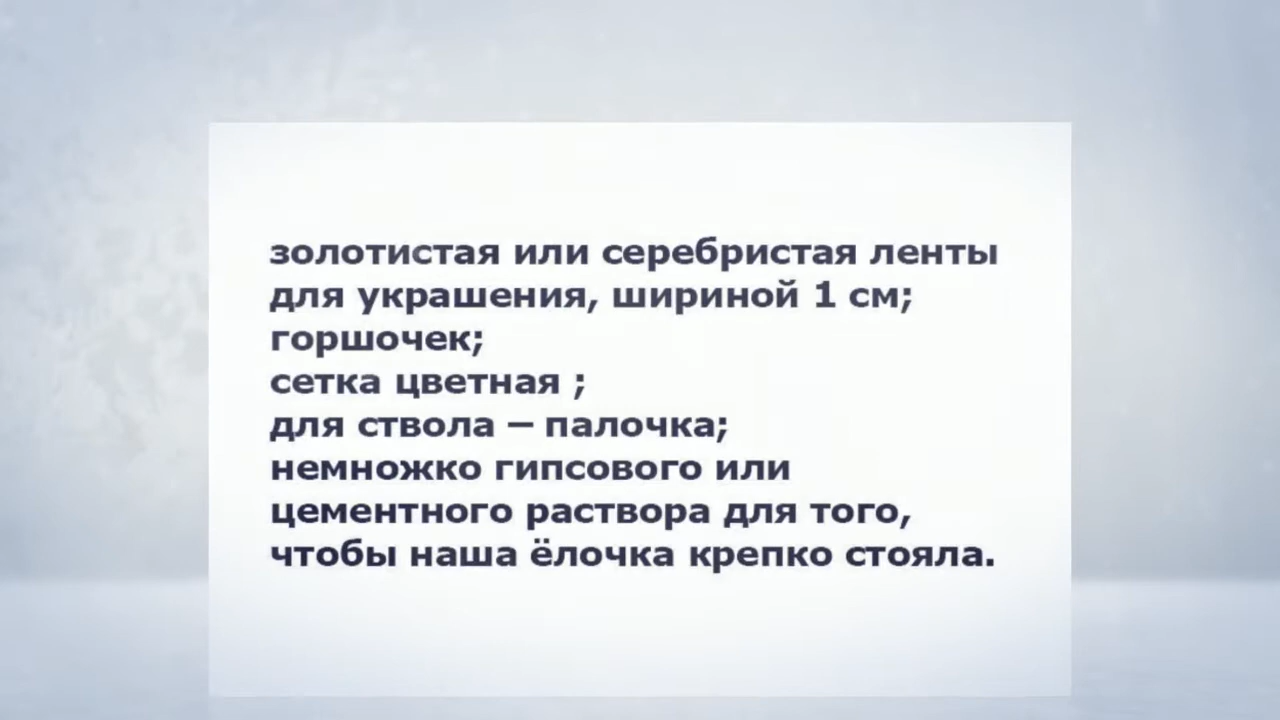 золотистая или серебристая ленты
для украшения, шириной 1 см;
горшочек;
сетка цветная ;
для ствола – палочка;
немножко гипсового или
цементного раствора для того,
чтобы наша ёлочка крепко стояла.